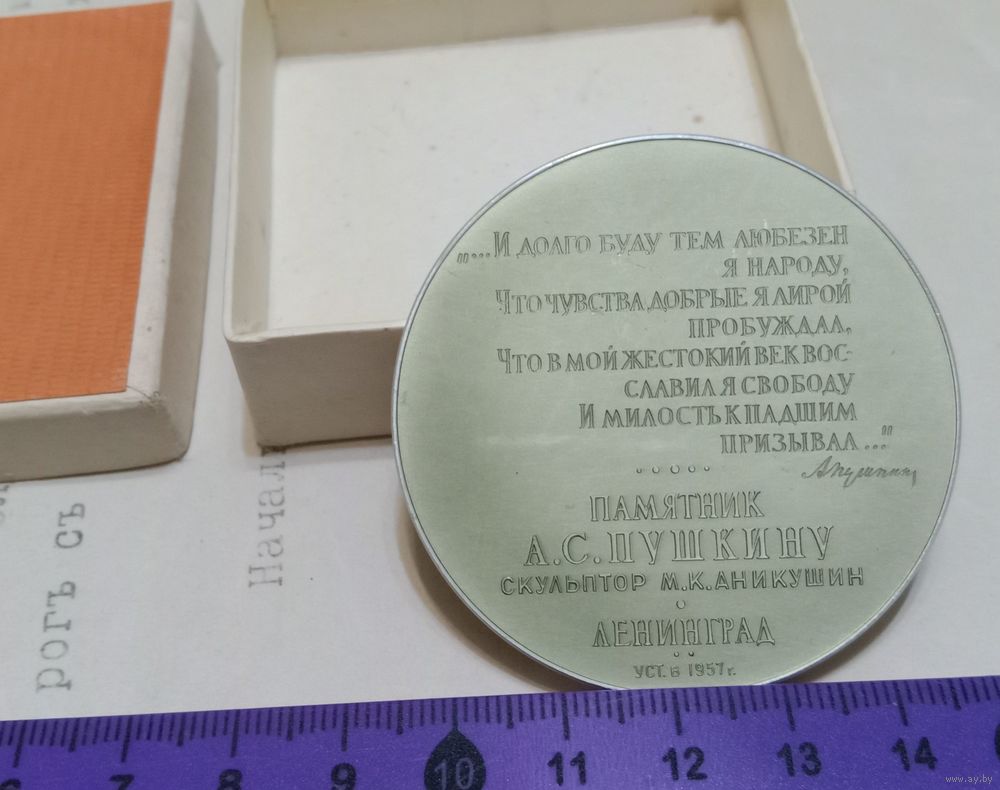 „...И ДОЛГО БУДУ ТЕМ ЛЮБЕЗЕН
Я НАРОДУ,
ЧТО ЧУВСТВА ДОБРЫЕ Я ЛИРОЙ
ПРОБУЖДАЛ,
ЧТО В МОЙ ЖЕСТОКИЙ ВЕК ВОС-
СЛАВИЛ Я СВОБОДУ
И МИЛОСТЬ К ПАДШИМ
ПРИЗЫВАЛ..."
АПушкин
ПАМЯТНИК
А.С.ПУШКИНУ
СКУЛЬПТОР М.К.АНИКУШИН
ЛЕНИНГРАД
УСТ. В 1957 г.
рогъ съ
Начал
6 7 8 9 10 11 12 13 14
www.ay.by